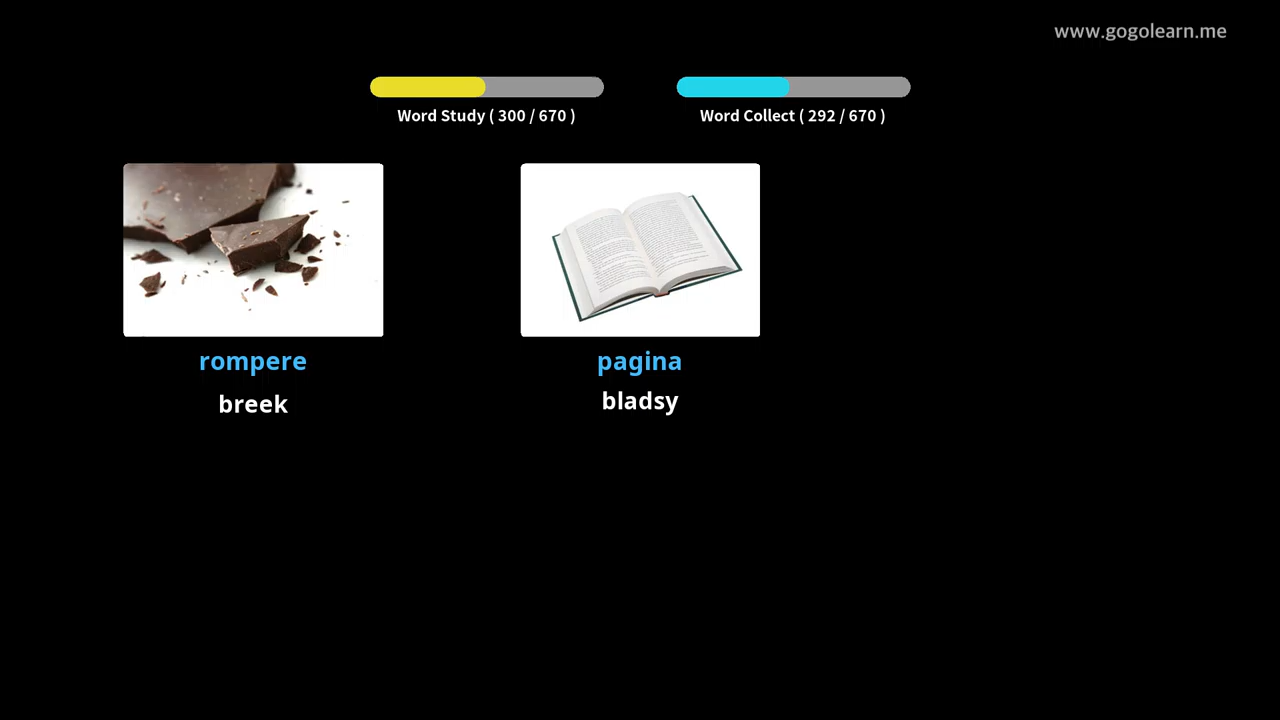 www.gogolearn.me
Word Study ( 300 / 670 )
Word Collect ( 292 / 670 )
rompere
breek
pagina
bladsy